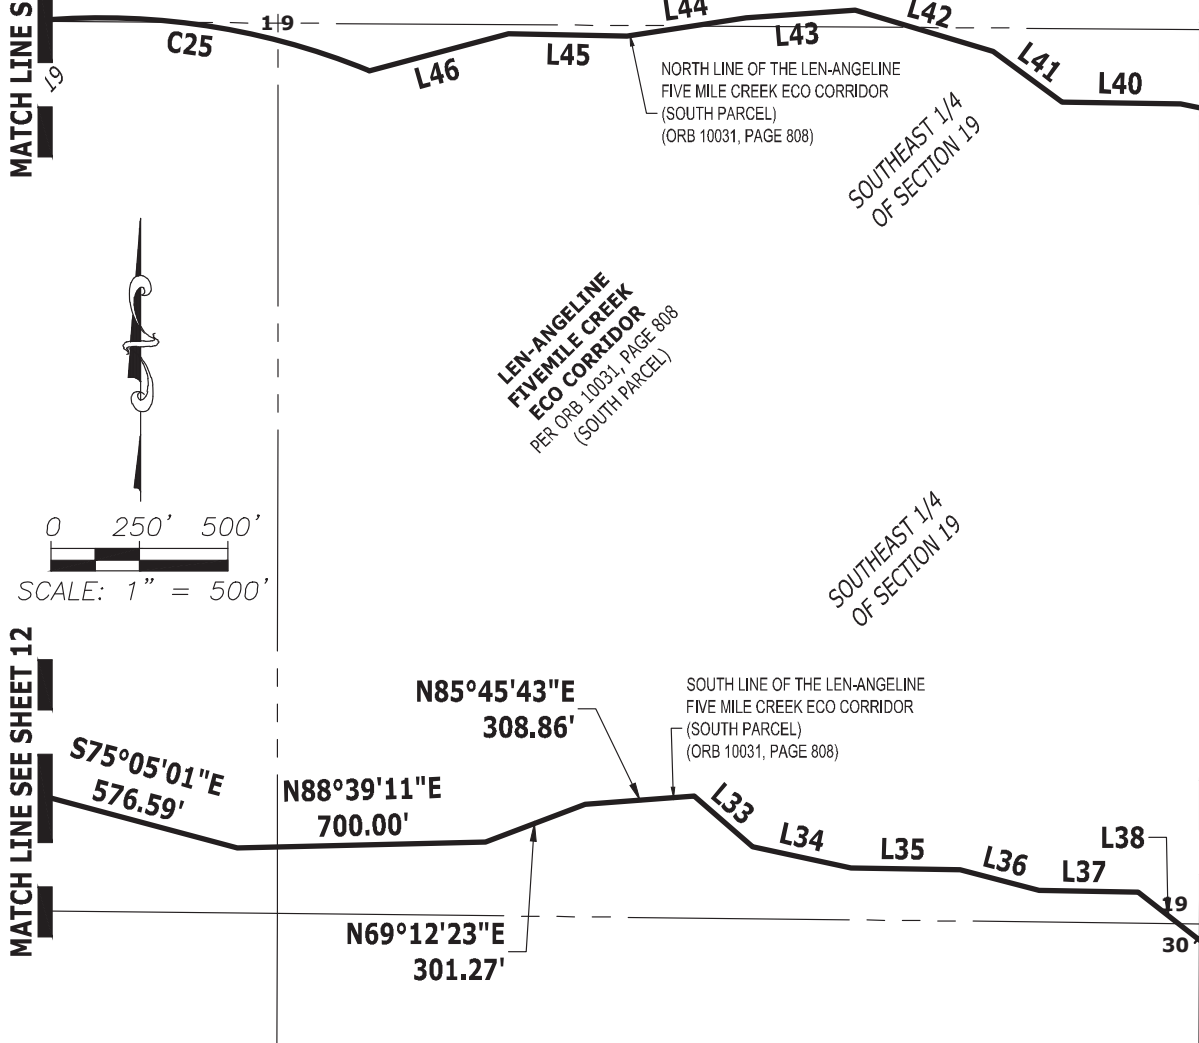 MATCH LINE S
19
C25
19
L46
L45
L44
L43
L42
L41
L40
NORTH LINE OF THE LEN-ANGELINE
FIVE MILE CREEK ECO CORRIDOR
(SOUTH PARCEL)
(ORB 10031, PAGE 808)
SOUTHEAST 1/4
OF SECTION 19
LEN-ANGELINE
FIVEMILE CREEK
ECO CORRIDOR
PER ORB 10031, PAGE 808
(SOUTH PARCEL)
0 250' 500'
SCALE: 1" = 500'
SOUTHEAST 1/4
OF SECTION 19
MATCH LINE SEE SHEET 12
S75°05'01"E
576.59'
N88°39'11"E
700.00'
N85°45'43"E
308.86'
SOUTH LINE OF THE LEN-ANGELINE
FIVE MILE CREEK ECO CORRIDOR
(SOUTH PARCEL)
(ORB 10031, PAGE 808)
N69°12'23"E
301.27'
L33
L34
L35
L36
L37
L38
19
30